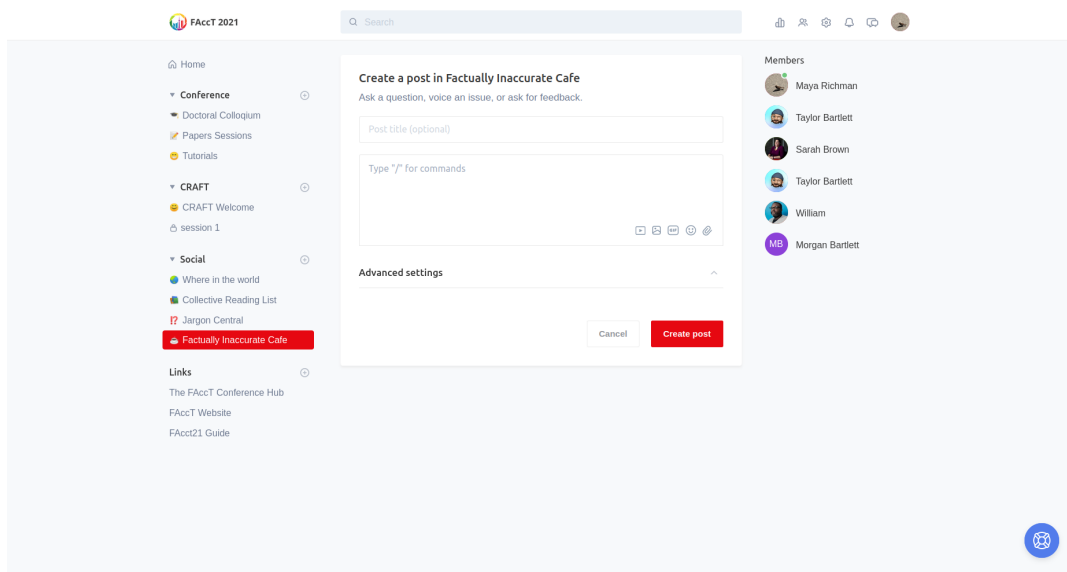 FAccT 2021
Search
Home
Conference
Doctoral Colloqium
Papers Sessions
Tutorials
CRAFT
CRAFT Welcome
session 1
Social
Where in the world
Collective Reading List
Jargon Central
Factually Inaccurate Cafe
Links
The FAccT Conference Hub
FAccT Website
FAcct21 Guide
Create a post in Factually Inaccurate Cafe
Ask a question, voice an issue, or ask for feedback.
Post title (optional)
Type "/" for commands
GIF
Advanced settings
Cancel
Create post
Members
Maya Richman
Taylor Bartlett
Sarah Brown
Taylor Bartlett
William
MB
Morgan Bartlett